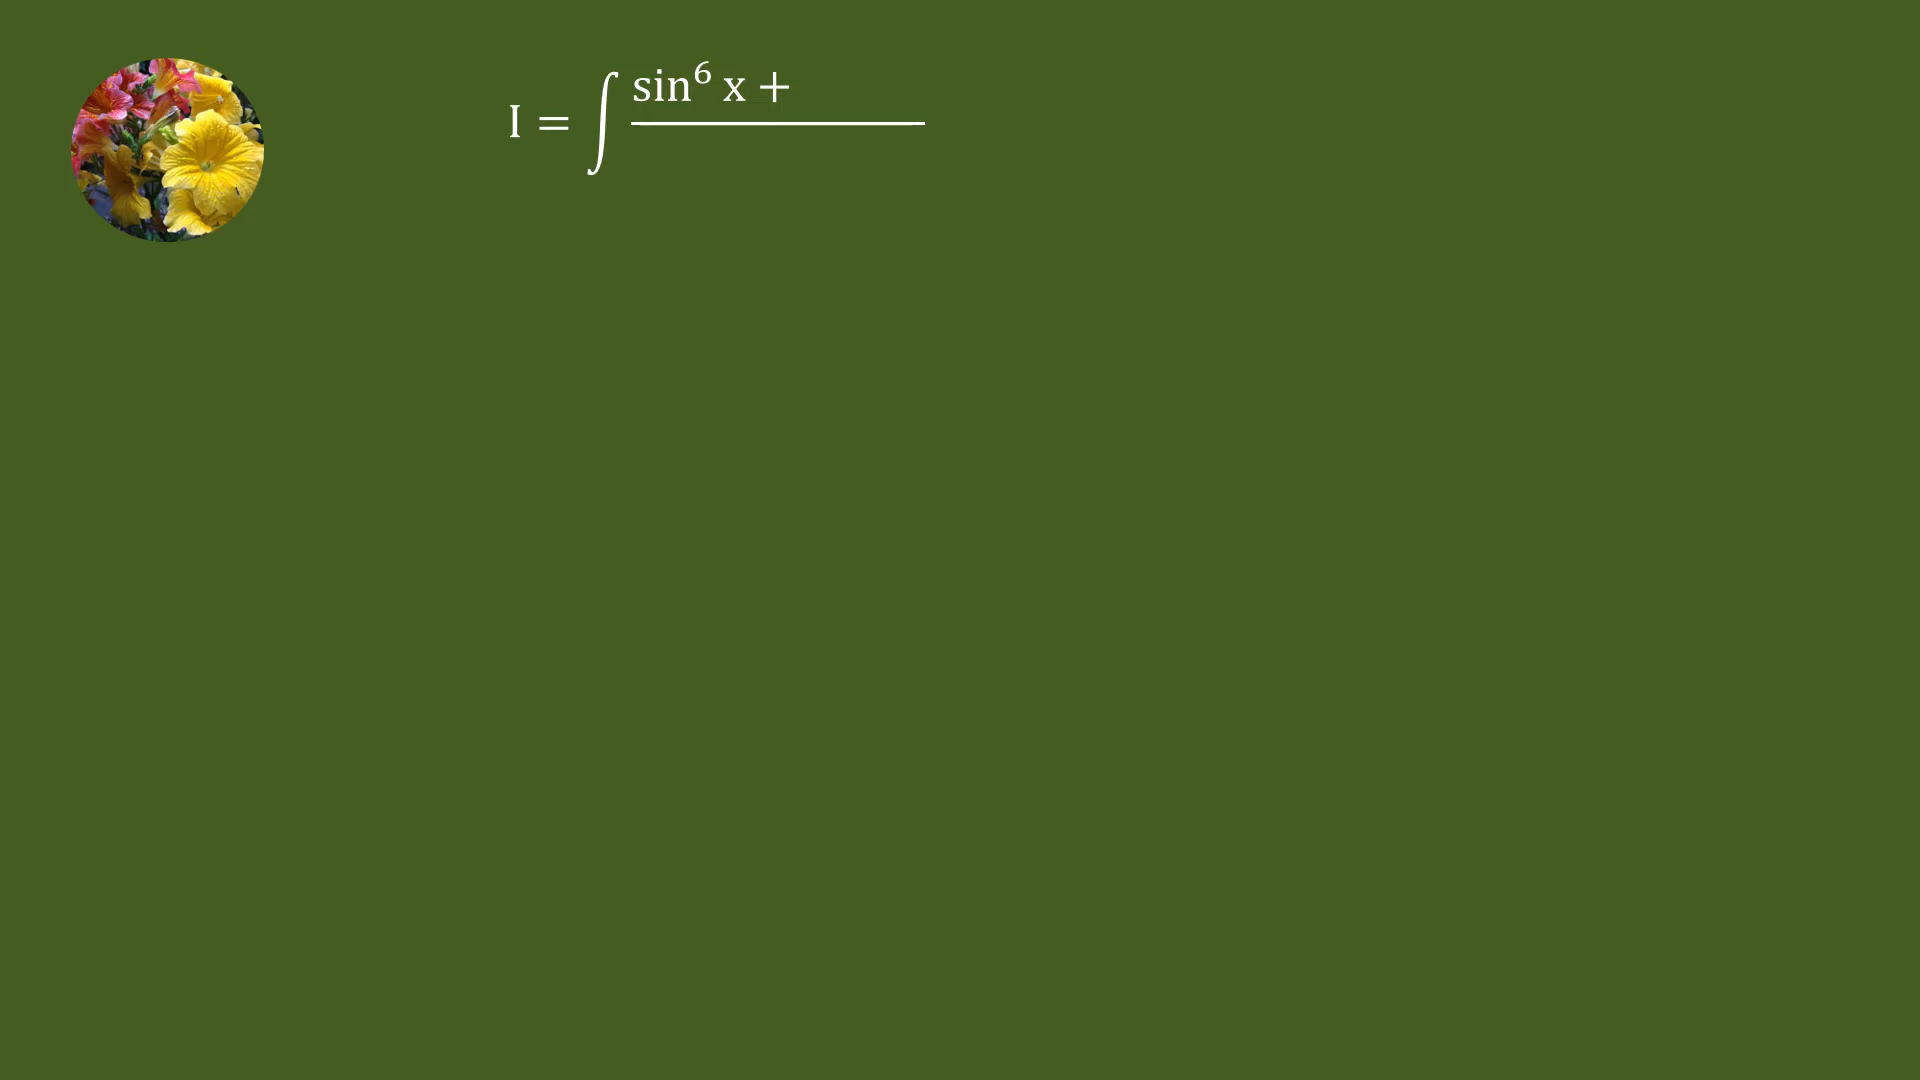 I = ∫ sin⁶ x +